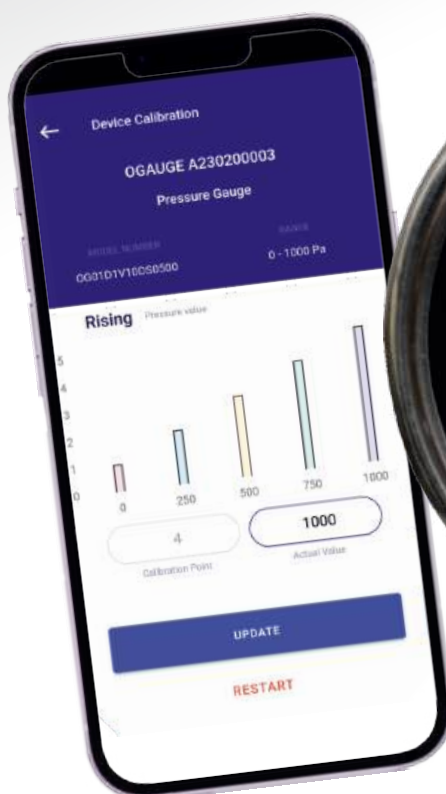 Device Calibration
OGAUGE A230200003
Pressure Gauge
MODEL NUMBER RANGE
OG01D1V10DS0500 0 - 1000 Pa
Rising Pressure value
5
4
3
2
1
0
0 250 500 750 1000
4 1000
Calibration Point Actual Value
UPDATE
RESTART